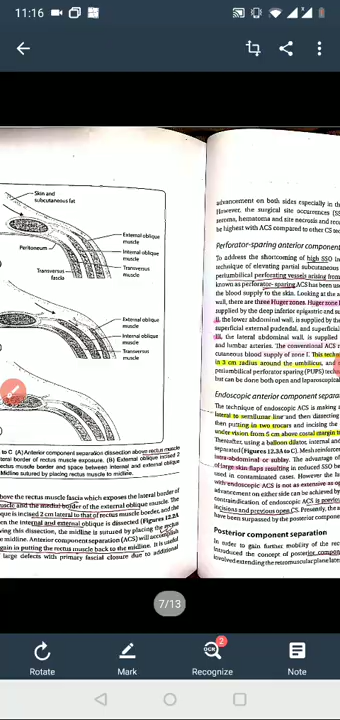 11:16
Skin and
subcutaneous fat
External oblique
muscle
Internal oblique
muscle
Transversus
muscle
Peritoneum
Transversus
fascia
External oblique
muscle
Internal oblique
muscle
Transversus
muscle
to C (A) Anterior component separation dissection above rectus muscle
border of rectus muscle exposure. (B) External oblique incised 2
rectus muscle border and space between internal and external oblique
Midline sutured by placing rectus muscle to midline.
above the rectus muscle fascia which exposes the lateral border of
muscle and the medial border of the external oblique muscle. The
que is incised 2 cm lateral to that of rectus muscle border, and the
en the internal and external oblique is dissected (Figures 12.2A
ving this dissection, the midline is sutured by placing the rectus
e midline. Anterior component separation (ACS) will accomplish
gain in putting the rectus muscle back to the midline. It is useful
large defects with primary fascial closure due to additional
advancement on both sides especially in th
However, the surgical site occurrences (SS
seroma, hematoma and site necrosis and rec
be highest with ACS compared to other CS tec
Perforator-sparing anterior component
To address the shortcoming of high SSO in
technique of elevating partial subcutaneous
periumbilical perforating vessels arising from
known as perforator- sparing ACS has been use
the blood supply to the skin. Looking at the a
wall, there are three Huger zones. Huger zone I
supplied by the deep inferior epigastric and su
II, the lower abdominal wall, is supplied by the
superficial external pudendal, and superficial
III, the lateral abdominal wall, is supplied
and lumbar arteries. The conventional ACS r
cutaneous blood supply of zone I. This techn
in 3 cm radius around the umbilicus, and
periumbilical perforator sparing (PUPS) techn
but can be done both open and laparoscopical
Endoscopic anterior component separa
The technique of endoscopic ACS is making i
lateral to semilunar line and then dissecting
then putting in two trocars and incising the
under vision from 5 cm above costal margin t
Thereafter, using a balloon dilator, internal and
separated (Figures 12.3A to C). Mesh reinforcem
intra-abdominal or sublay. The advantage of
of large skin flaps resulting in reduced SSO be
used in contaminated cases. However the la
with endoscopic ACS is not as extensive as op
advancement on either side can be achieved by
contraindication of endoscopic ACS is previou
incisions and previous open CS. Presently, the a
have been surpassed by the posterior componen
Posterior component separation
In order to gain further mobility of the rec
introduced the concept of posterior component
involved extending the retromuscular plane later
7/13
2
OCR
Rotate
Mark
Recognize
Note